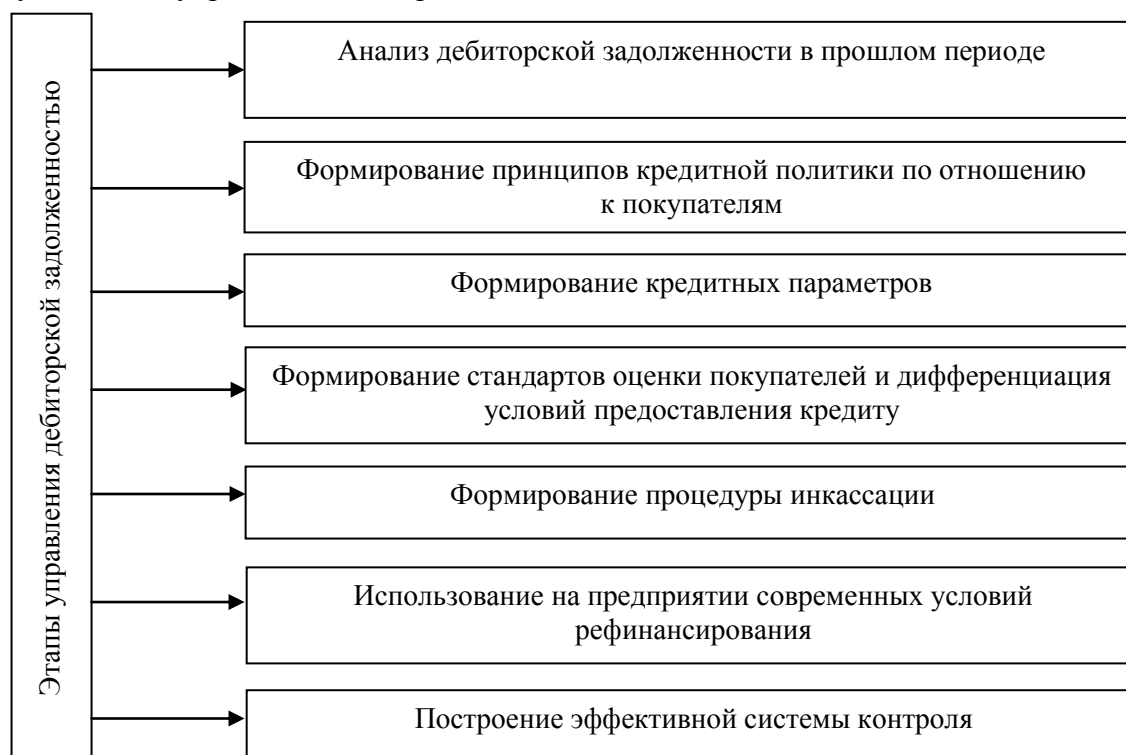 Этапы управления дебиторской задолженностью
Анализ дебиторской задолженности в прошлом периоде
Формирование принципов кредитной политики по отношению
к покупателям
Формирование кредитных параметров
Формирование стандартов оценки покупателей и дифференциация
условий предоставления кредиту
Формирование процедуры инкассации
Использование на предприятии современных условий
рефинансирования
Построение эффективной системы контроля